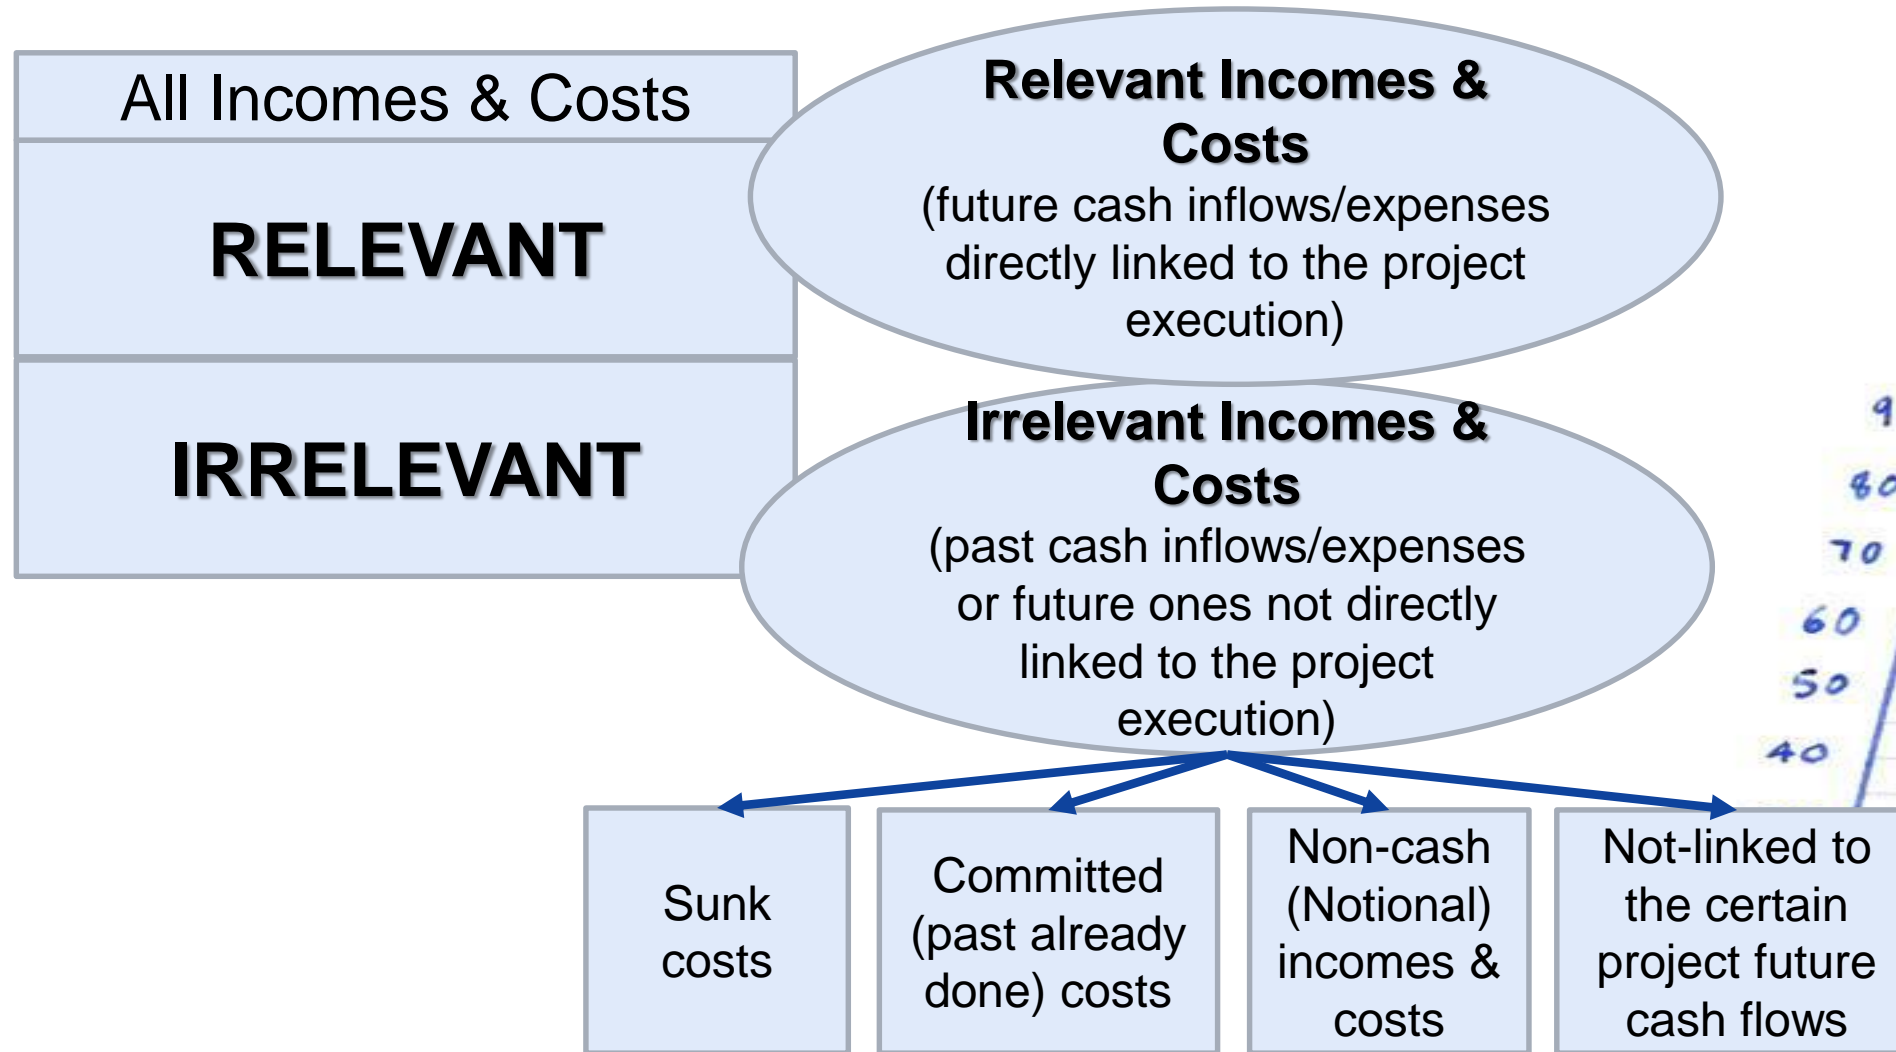 All Incomes & Costs
RELEVANT
IRRELEVANT
Relevant Incomes &
Costs
(future cash inflows/expenses
directly linked to the project
execution)
Irrelevant Incomes &
Costs
(past cash inflows/expenses
or future ones not directly
linked to the project
execution)
Sunk
costs
Committed
(past already
done) costs
Non-cash
(Notional)
incomes &
costs
Not-linked to
the certain
project future
cash flows
9
80
70
60
50
40